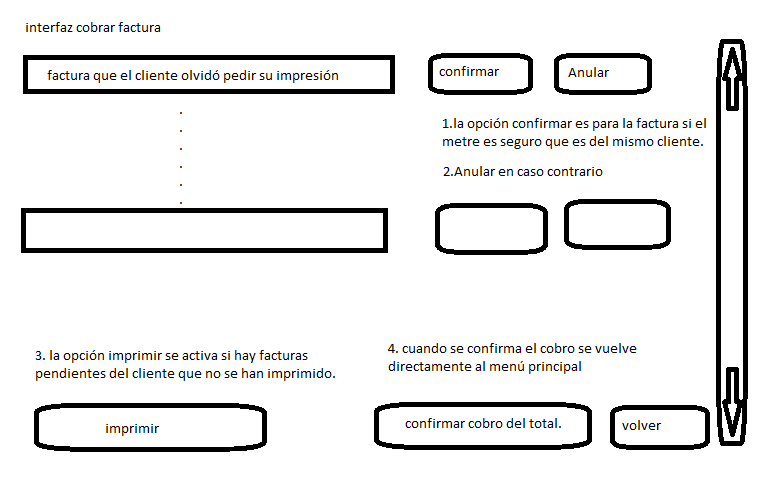 interfaz cobrar factura
factura que el cliente olvidó pedir su impresión
confirmar
Anular
1.la opción confirmar es para la factura si el
metre es seguro que es del mismo cliente.
2.Anular en caso contrario
3. la opción imprimir se activa si hay facturas
pendientes del cliente que no se han imprimido.
4. cuando se confirma el cobro se vuelve
directamente al menú principal
imprimir
confirmar cobro del total.
volver